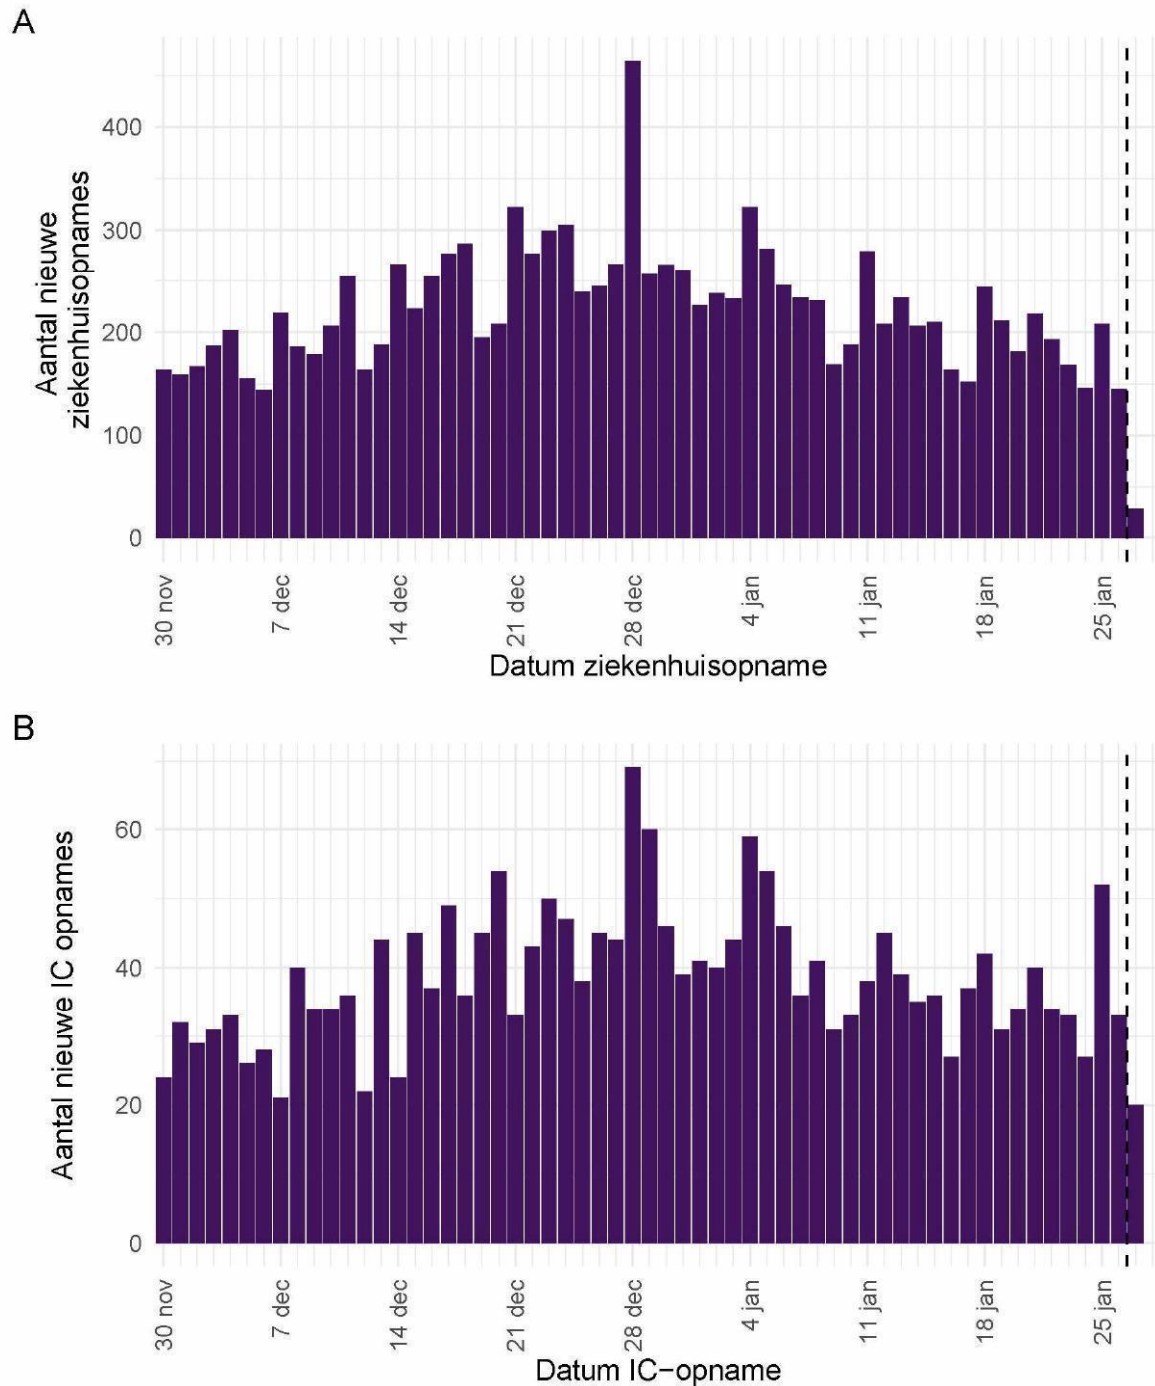 A
Aantal nieuwe
ziekenhuisopnames
400
300
200
100
0
30 nov
7 dec
14 dec
21 dec
28 dec
4 jan
11 jan
18 jan
25 jan
Datum ziekenhuisopname
B
Aantal nieuwe IC opnames
60
40
20
0
30 nov
7 dec
14 dec
21 dec
28 dec
4 jan
11 jan
18 jan
25 jan
Datum IC−opname